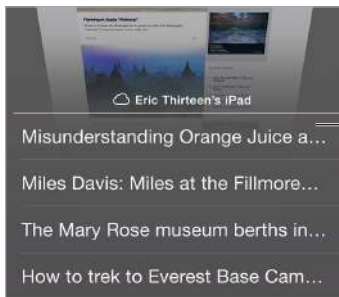 Eric Thirteen's iPad
Misunderstanding Orange Juice a...
Miles Davis: Miles at the Fillmore...
The Mary Rose museum berths in...
How to trek to Everest Base Cam...